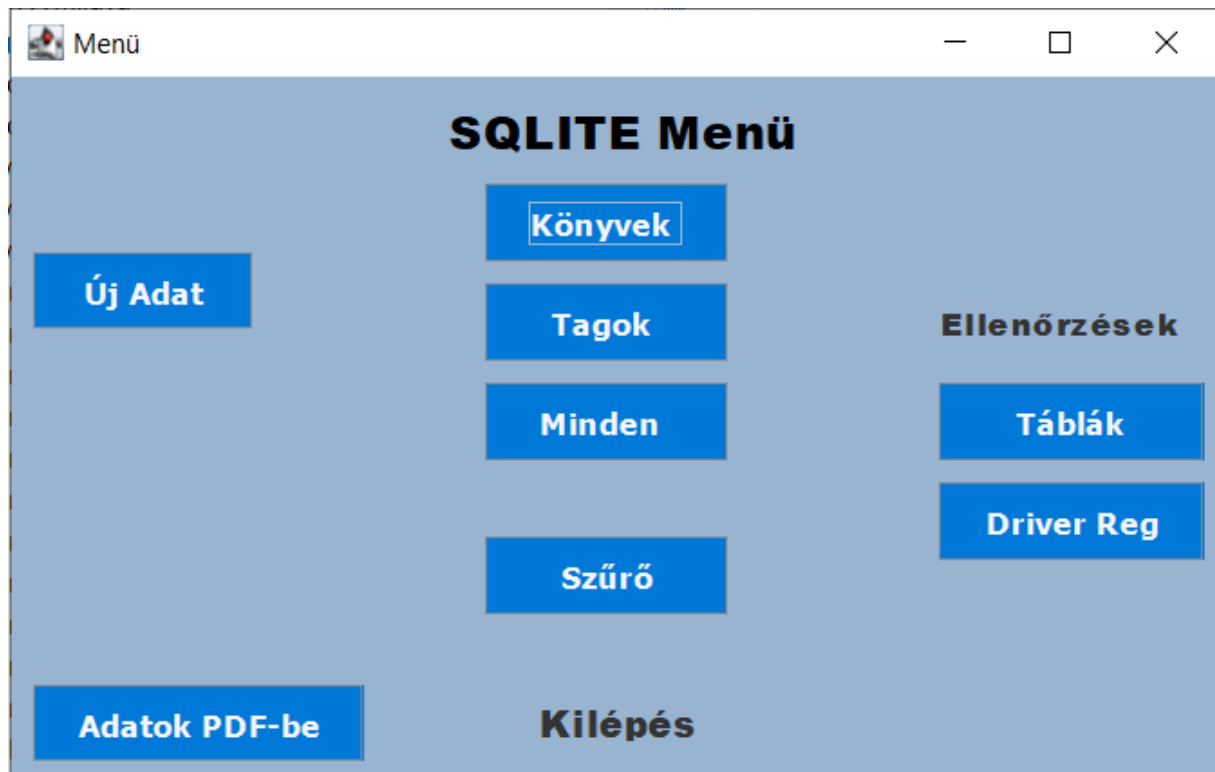 Menü
SQLITE Menü
Könyvek
Új Adat
Tagok
Ellenőrzések
Minden
Táblák
Driver Reg
Szűrő
Adatok PDF-be
Kilépés